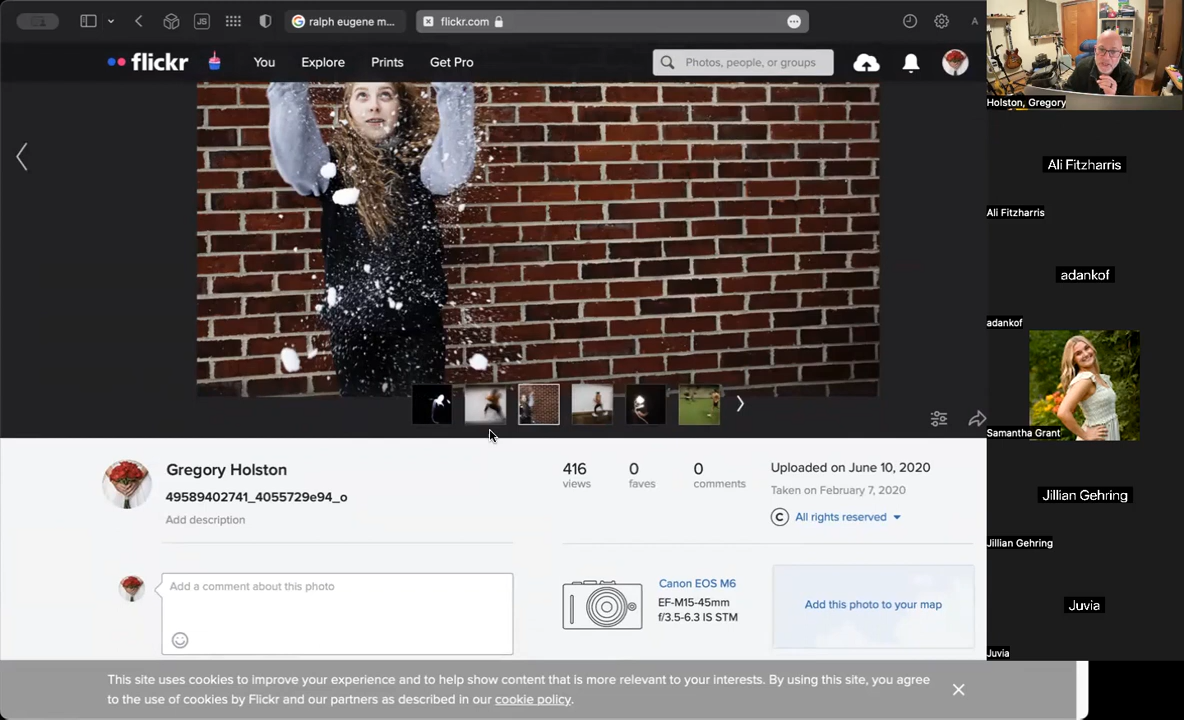 JS
ralph eugene m...
flickr.com
A
flickr
You
Explore
Prints
Get Pro
Photos, people, or groups
Holston, Gregory
Ali Fitzharris
Ali Fitzharris
adankof
adankof
Samantha Grant
Jillian Gehring
Jillian Gehring
Juvia
Juvia
Gregory Holston
49589402741_4055729e94_o
Add description
416
views
0
faves
0
comments
Uploaded on June 10, 2020
Taken on February 7, 2020
All rights reserved
Add a comment about this photo
Canon EOS M6
EF-M15-45mm
f/3.5-6.3 IS STM
Add this photo to your map
This site uses cookies to improve your experience and to help show content that is more relevant to your interests. By using this site, you agree
to the use of cookies by Flickr and our partners as described in our cookie policy.